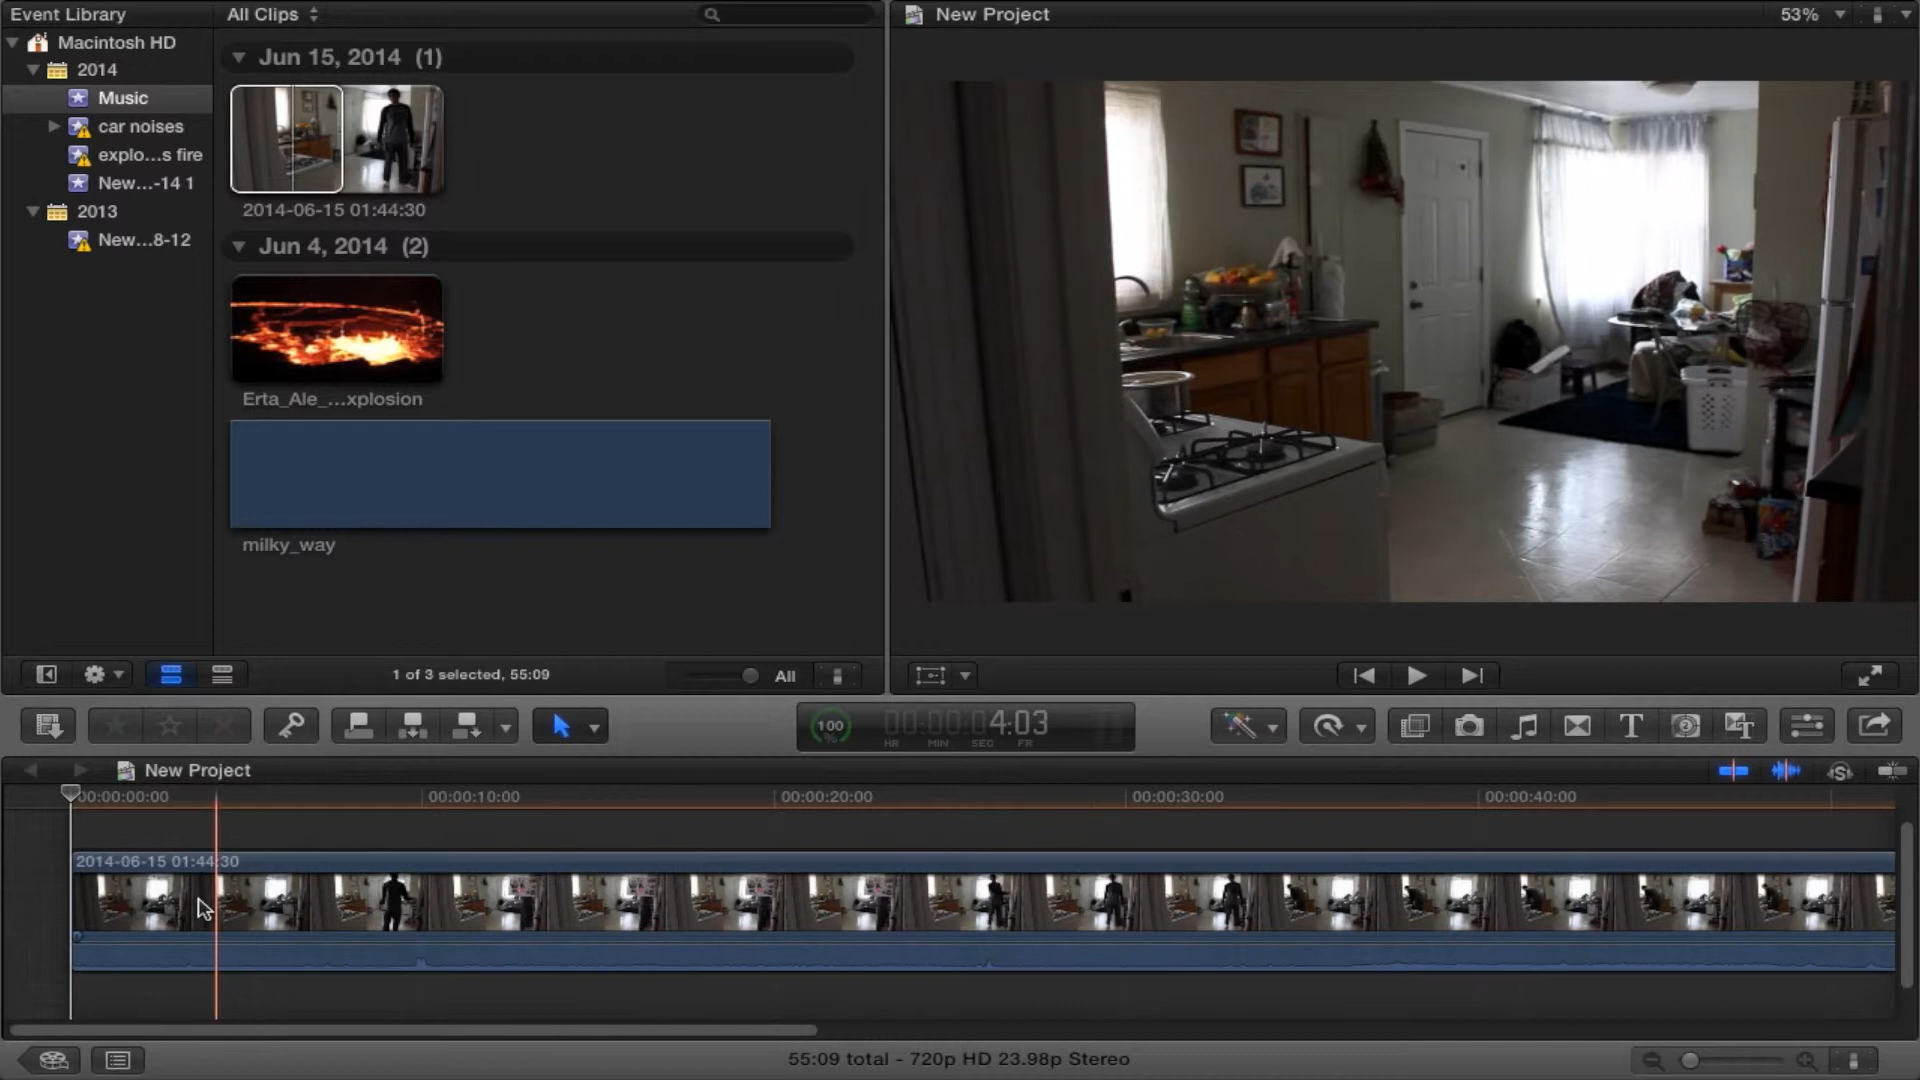 Event Library
All Clips
New Project
53%
Macintosh HD
2014
Music
car noises
explo...s fire
New...-14 1
2013
New...8-12
Jun 15, 2014 (1)
2014-06-15 01:44:30
Jun 4, 2014 (2)
Erta_Ale_...xplosion
milky_way
1 of 3 selected, 55:09
All
100
%
00:00:04:03
HR MIN SEC FR
T
2
T
New Project
S
00:00:00:00
00:00:10:00
00:00:20:00
00:00:30:00
00:00:40:00
2014-06-15 01:44:30
55:09 total - 720p HD 23.98p Stereo